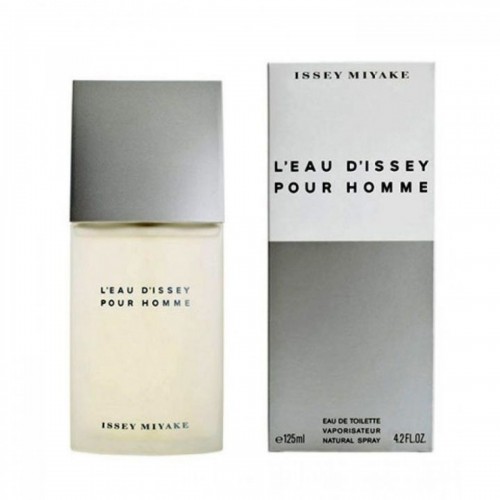 L'EAU D'ISSEY
POUR HOMME
ISSEY MIYAKE
ISSEY MIYAKE
L'EAU D'ISSEY
POUR HOMME
EAU DE TOILETTE
℮125ml VAPORISATEUR 4.2FL.OZ.
NATURAL SPRAY